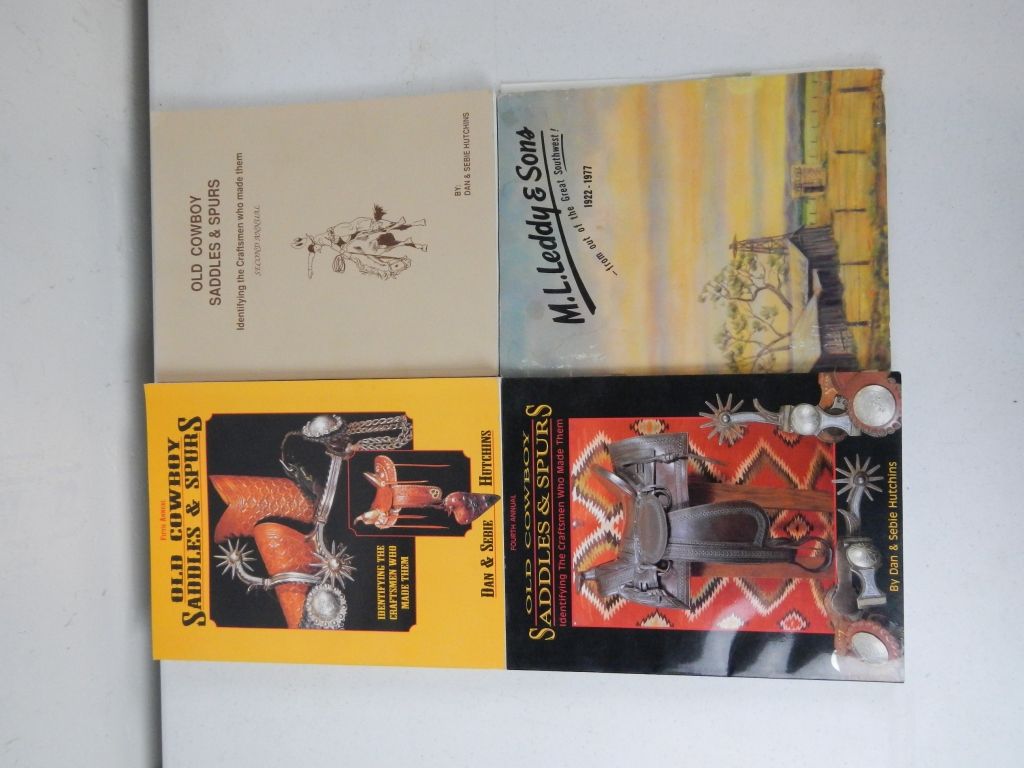 OLD COWBOY
SADDLES & SPURS
Identifying the Craftsmen who made them
SECOND ANNUAL
BY:
DAN & SEBIE HUTCHINS
M.L. Leddy & Sons
—from out of the Great Southwest!
1922-1977
FIFTH ANNUAL
OLD COWBOY
SADDLES & SPURS
IDENTIFYING THE
CRAFTSMEN WHO
MADE THEM
DAN & SEBIE HUTCHINS
FOURTH ANNUAL
OLD COWBOY
SADDLES & SPURS
Identifying The Craftsmen Who Made Them
By Dan & Sebie Hutchins